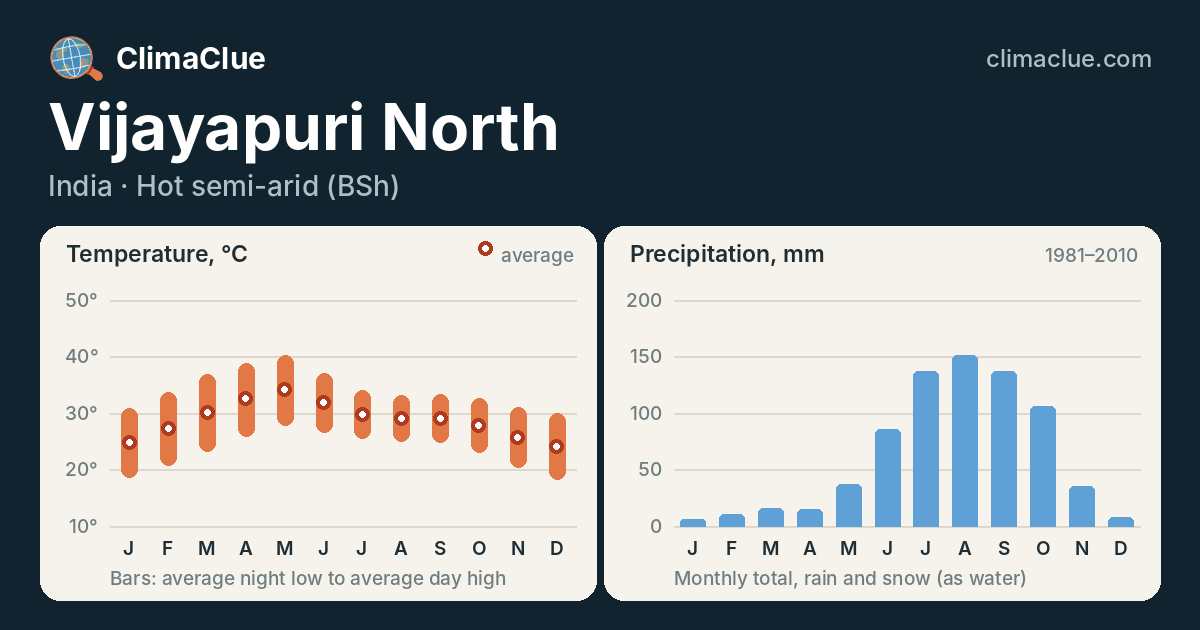 ClimaClue
climaclue.com
Vijayapuri North
India · Hot semi-arid (BSh)
Temperature, °C
average
50°
40°
30°
20°
10°
J F M A M J J A S O N D
Bars: average night low to average day high
Precipitation, mm
1981–2010
200
150
100
50
0
J F M A M J J A S O N D
Monthly total, rain and snow (as water)